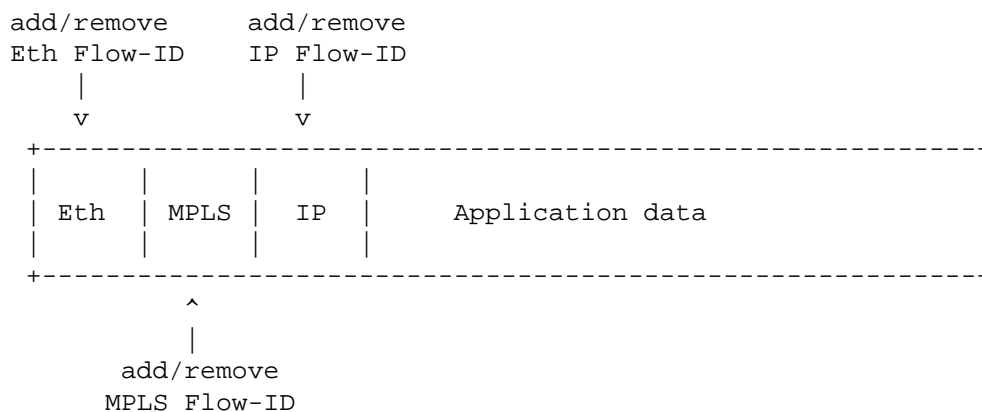 add/remove add/remove
Eth Flow-ID IP Flow-ID
Eth MPLS IP Application data
add/remove
MPLS Flow-ID